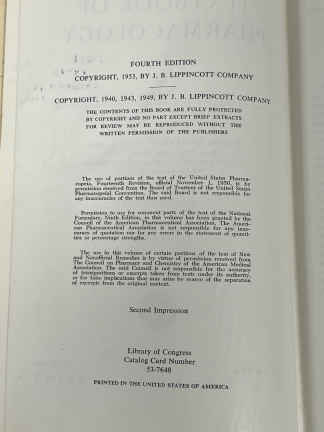 FOURTH EDITION
COPYRIGHT, 1953, BY J. B. LIPPINCOTT COMPANY
COPYRIGHT, 1940, 1943, 1949, BY J. B. LIPPINCOTT COMPANY
THE CONTENTS OF THIS BOOK ARE FULLY PROTECTED
BY COPYRIGHT AND NO PART EXCEPT BRIEF EXTRACTS
FOR REVIEW MAY BE REPRODUCED WITHOUT THE
WRITTEN PERMISSION OF THE PUBLISHERS
The use of portions of the text of the United States Pharma-
copeia, Fourteenth Revision, official November 1, 1950, is by
permission received from the Board of Trustees of the United States
Pharmacopoeial Convention. The said Board is not responsible for
any inaccuracies of the text thus used.
Permission to use for comment parts of the text of the National
Formulary, Ninth Edition, in this volume has been granted by the
Council of the American Pharmaceutical Association. The Ameri-
can Pharmaceutical Association is not responsible for any inac-
curacy of quotation nor for any errors in the statement of quanti-
ties or percentage strengths.
The use in this volume of certain portions of the text of New
and Nonofficial Remedies is by virtue of permission received from
The Council on Pharmacy and Chemistry of the American Medical
Association. The said Council is not responsible for the accuracy
of transpositions or excerpts taken from texts under its authority,
or for false implications that may arise by reason of the separation
of excerpts from the original context.
Second Impression
Library of Congress
Catalog Card Number
53-7648
PRINTED IN THE UNITED STATES OF AMERICA